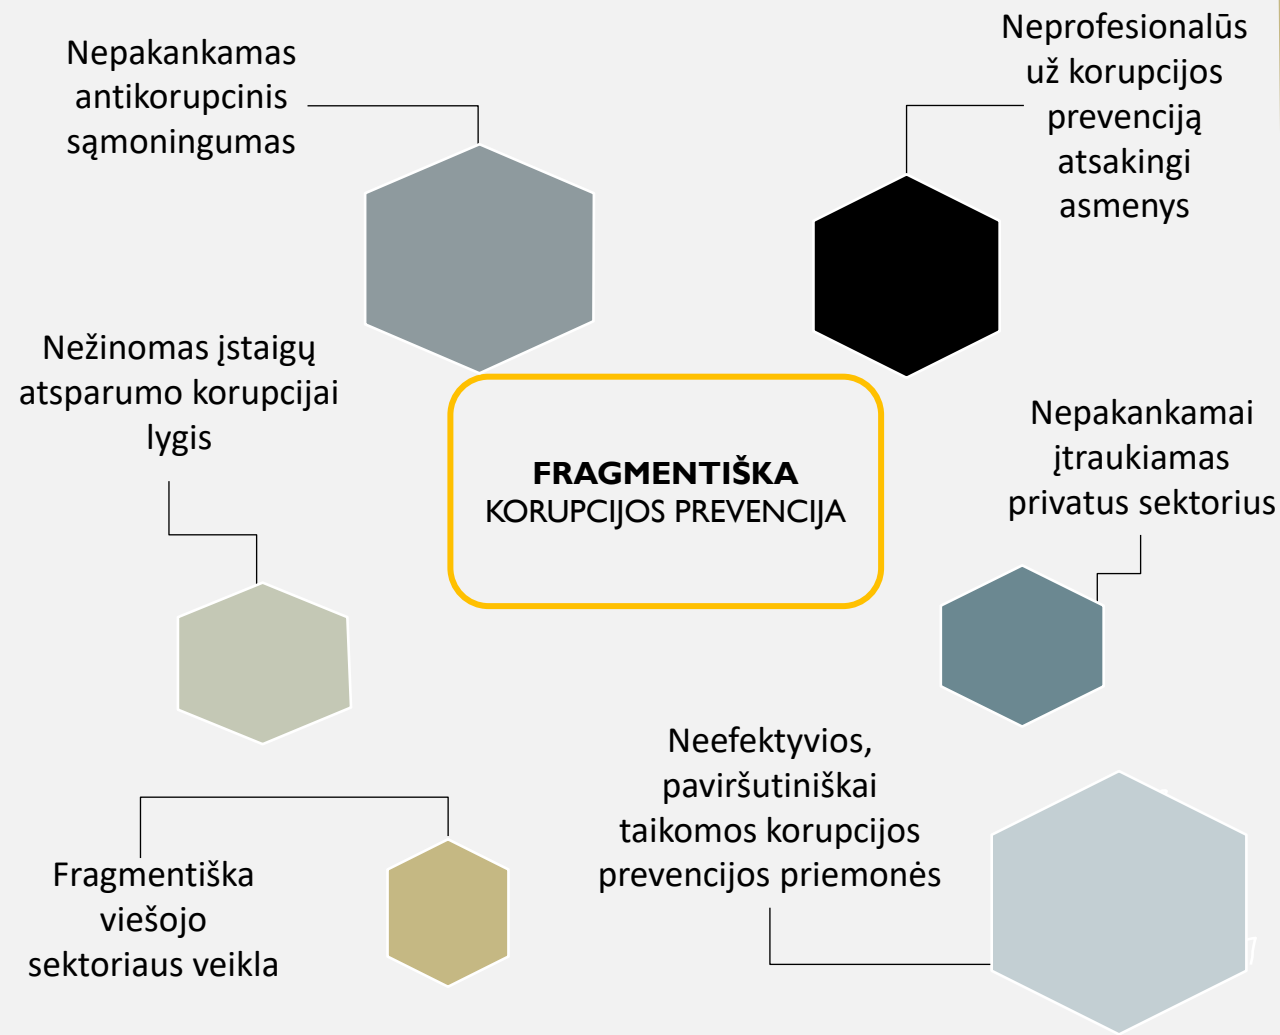 Nepakankamas
antikorupcinis
sąmoningumas
Neprofesionalūs
už korupcijos
prevenciją
atsakingi
asmenys
Nežinomas įstaigų
atsparumo korupcijai
lygis
FRAGMENTIŠKA
KORUPCIJOS PREVENCIJA
Nepakankamai
įtraukiamas
privatus sektorius
Neefektyvios,
paviršutiniškai
taikomos korupcijos
prevencijos priemonės
Fragmentiška
viešojo
sektoriaus veikla